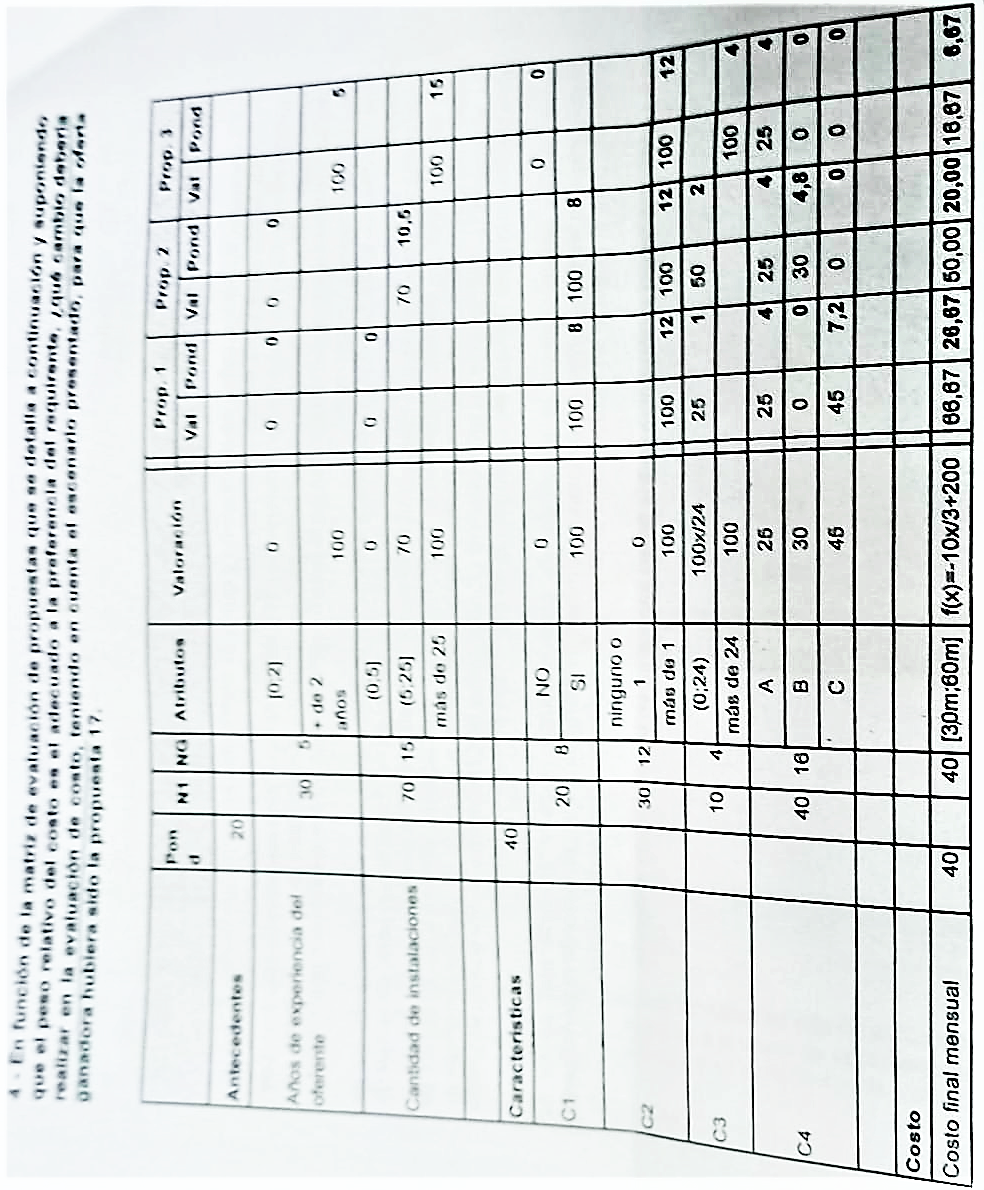 4 - En función de la matriz de evaluación de propuestas que se detalla a continuación y suponiendo
que el peso relativo del costo es el adecuado a la preferencia del requirente, ¿qué cambio debería
realizar en la evaluación de costo, teniendo en cuenta el escenario presentado, para que la oferta
ganadora hubiera sido la propuesta 1?.
Prop. 1 Prop. 2 Prop. 3
Pon d N1 NG Atributos Valoración Val Pond Val Pond Val Pond
Antecedentes 20
Años de experiencia del oferente 30 5 [0;2] 0 0 0 0 0
+ de 2 años 100 100 5
Cantidad de instalaciones 70 15 (0;5] 0 0 0
(5;25] 70 70 10,5
más de 25 100 100 15
Características 40
C1 20 8 NO 0 0 0
SI 100 100 8 100 8
C2 30 12 ninguno o 1 0
más de 1 100 100 12 100 12 100 12
C3 10 4 (0;24) 100x/24 25 1 50 2
más de 24 100 100 4
C4 40 16 A 25 25 4 25 4 25 4
B 30 0 0 30 4,8 0 0
C 45 45 7,2 0 0 0 0
Costo
Costo final mensual 40 40 [30m;60m] f(x)=-10x/3+200 66,67 26,67 50,00 20,00 16,67 6,67